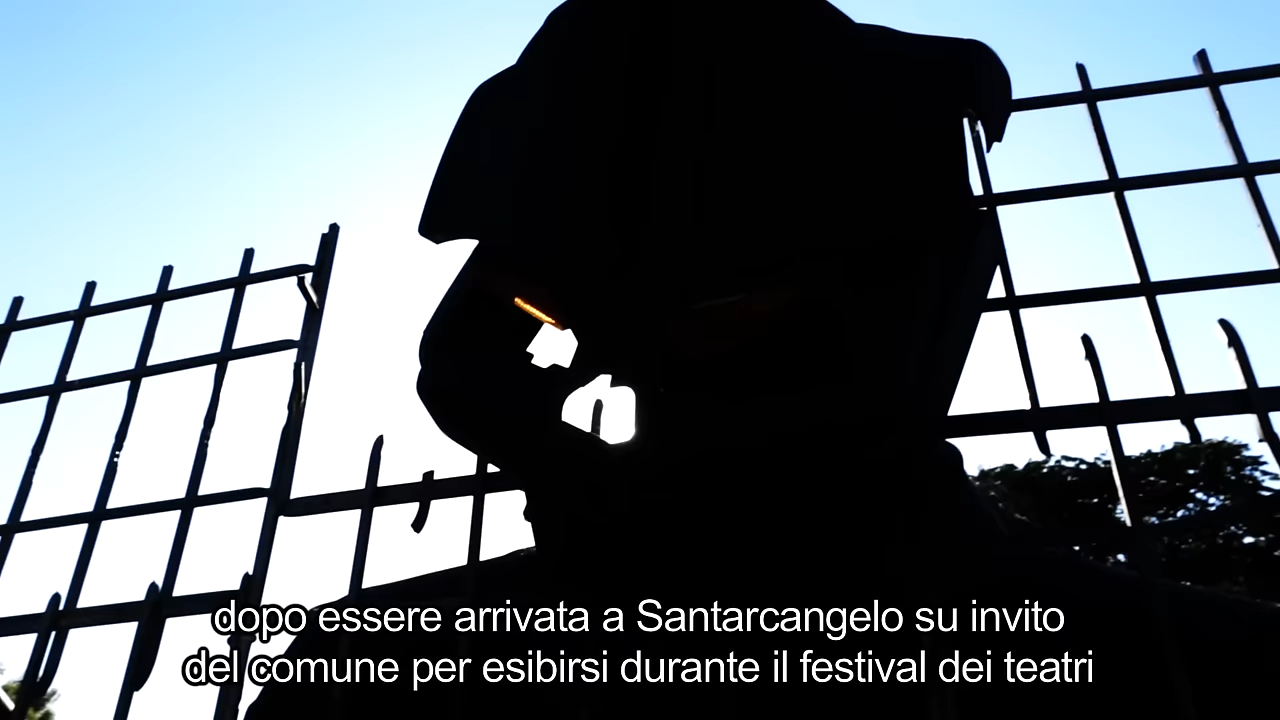 dopo essere arrivata a Santarcangelo su invito
del comune per esibirsi durante il festival dei teatri